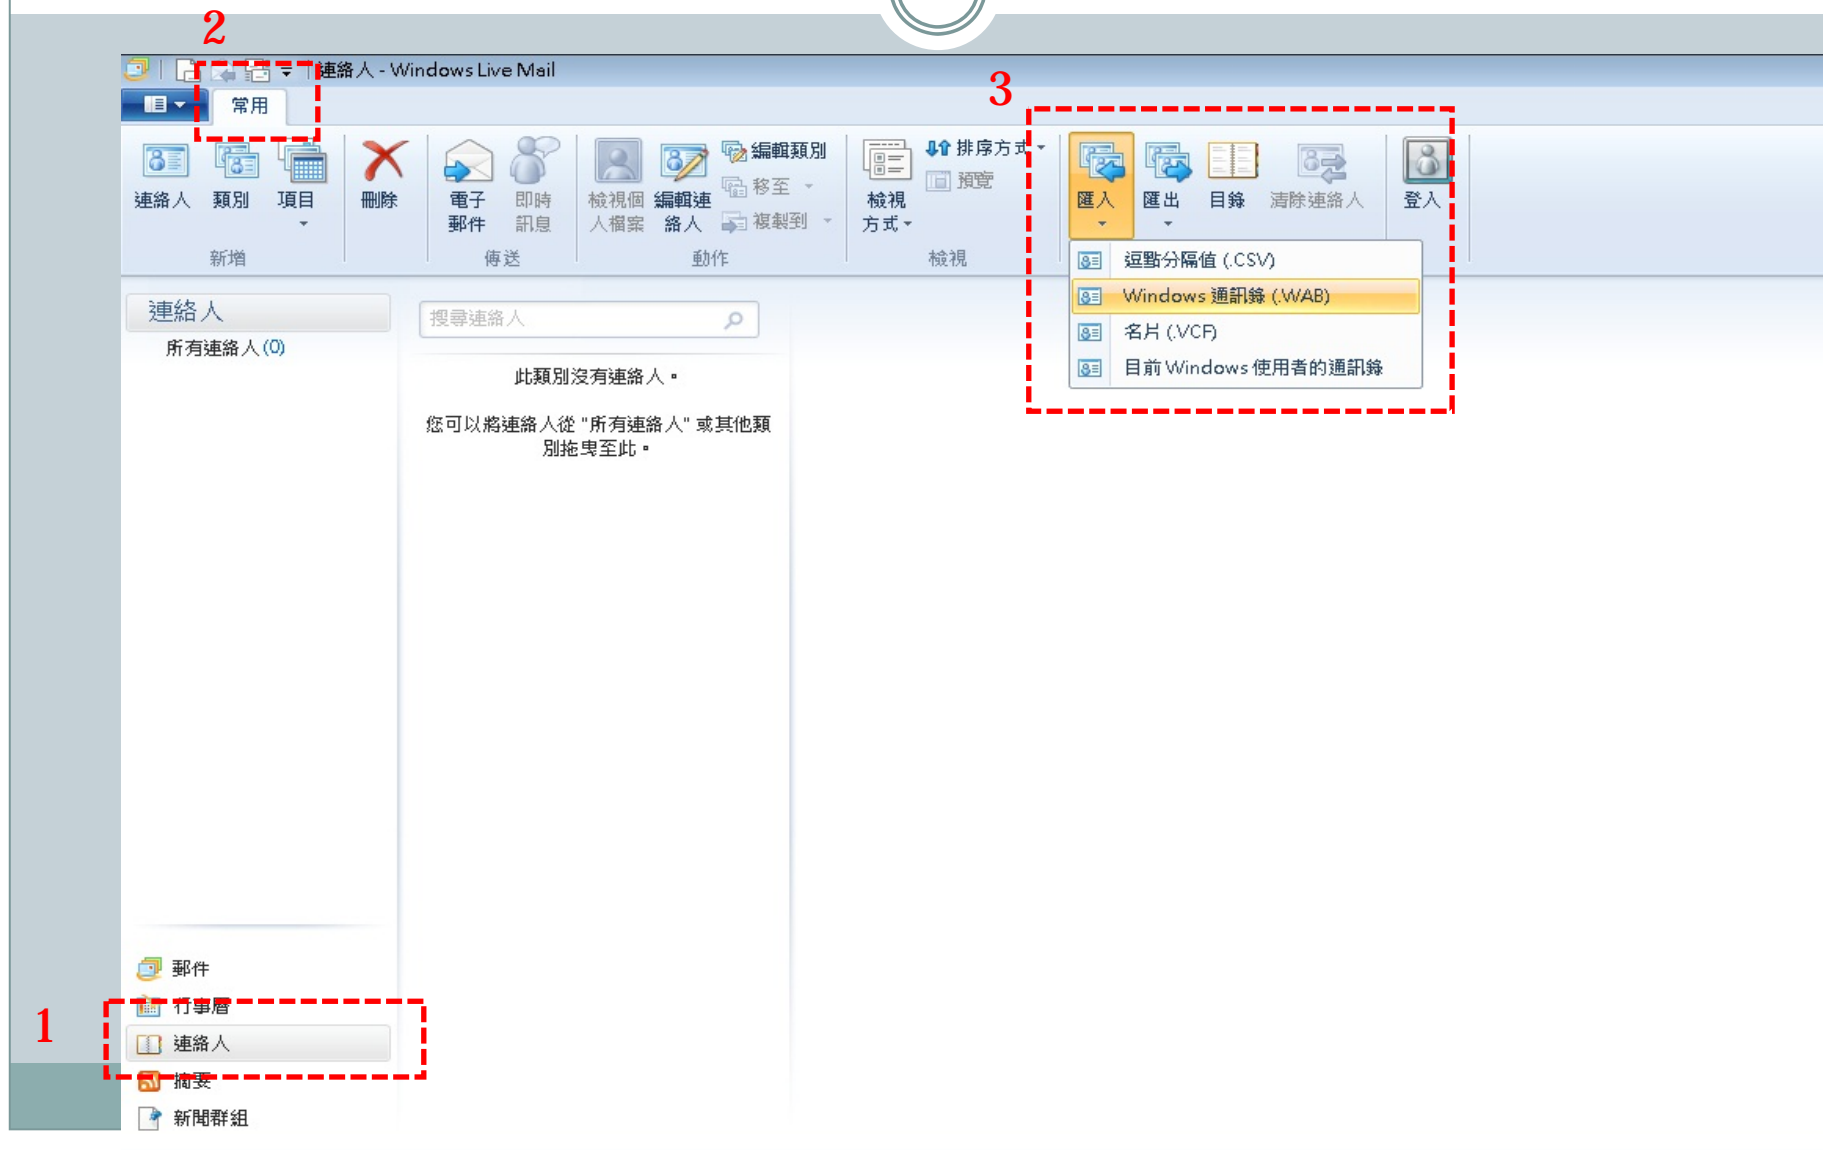 2
連絡人 - Windows Live Mail
3
常用
連絡人
類別
項目
刪除
電子
郵件
即時
訊息
檢視個
人檔案
編輯連
絡人
編輯類別
移至
複製到
檢視
方式
排序方式
預覽
匯入
匯出
目錄
清除連絡人
登入
新增
傳送
動作
檢視
逗點分隔值 (.CSV)
Windows 通訊錄 (.WAB)
名片 (.VCF)
目前 Windows 使用者的通訊錄
連絡人
所有連絡人 (0)
搜尋連絡人
此類別沒有連絡人。
您可以將連絡人從 "所有連絡人" 或其他類
別拖曳至此。
郵件
行事曆
1
連絡人
摘要
新聞群組